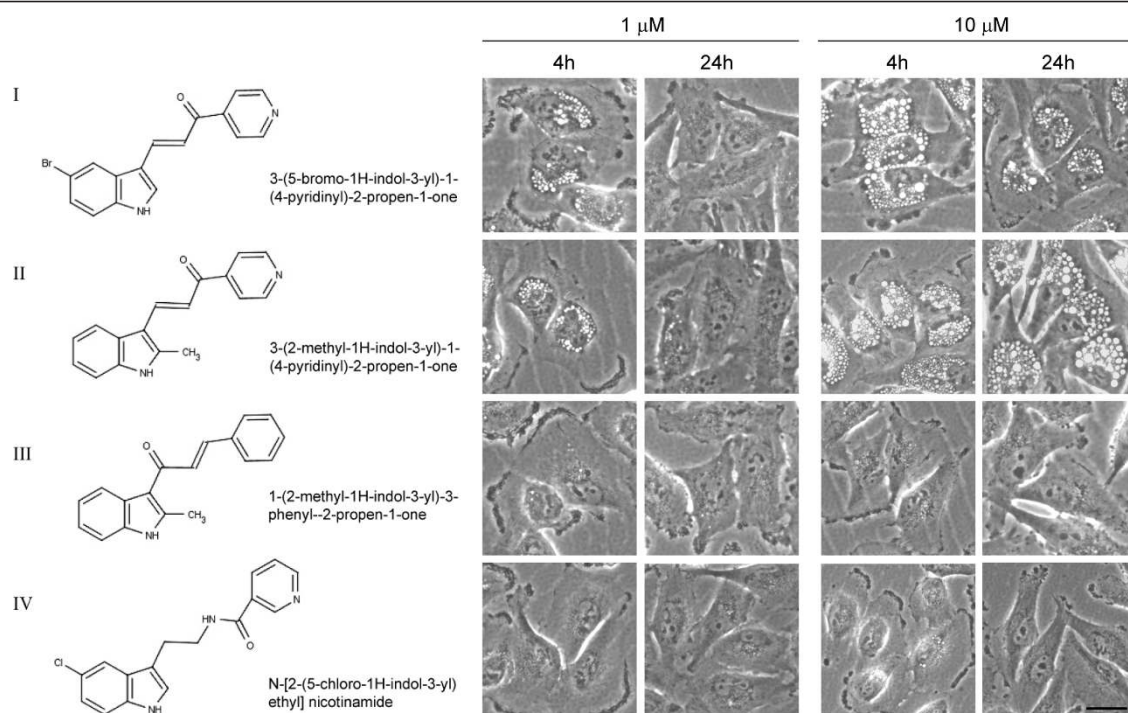 1 μM 10 μM
4h 24h 4h 24h
I
O
N
Br
NH
3-(5-bromo-1H-indol-3-yl)-1-
(4-pyridinyl)-2-propen-1-one
II
O
N
CH3
NH
3-(2-methyl-1H-indol-3-yl)-1-
(4-pyridinyl)-2-propen-1-one
III
O
CH3
NH
1-(2-methyl-1H-indol-3-yl)-3-
phenyl--2-propen-1-one
IV
N
HN
O
Cl
NH
N-[2-(5-chloro-1H-indol-3-yl)
ethyl] nicotinamide